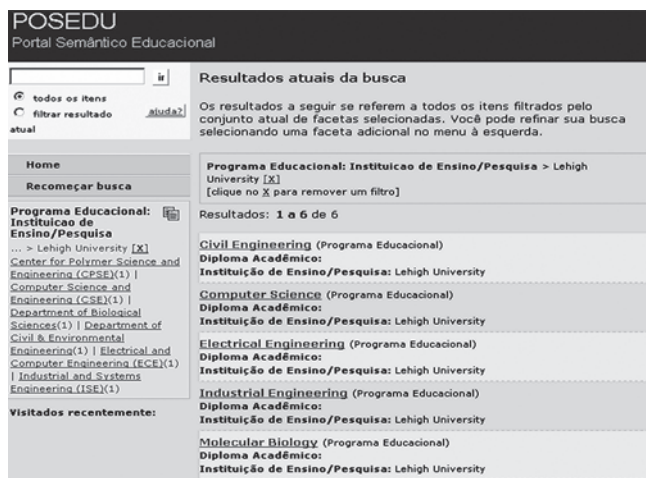 POSEDU
Portal Semântico Educacional
ir
todos os itens
filtrar resultado
ajuda?
atual
Home
Recomeçar busca
Programa Educacional:
Instituicao de
Ensino/Pesquisa
... > Lehigh University [X]
Center for Polymer Science and
Engineering (CPSE)(1) |
Computer Science and
Engineering (CSE)(1) |
Department of Biological
Sciences(1) | Department of
Civil & Environmental
Engineering(1) | Electrical and
Computer Engineering (ECE)(1)
| Industrial and Systems
Engineering (ISE)(1)
Visitados recentemente:
Resultados atuais da busca
Os resultados a seguir se referem a todos os itens filtrados pelo
conjunto atual de facetas selecionadas. Você pode refinar sua busca
selecionando uma faceta adicional no menu à esquerda.
Programa Educacional: Instituicao de Ensino/Pesquisa > Lehigh
University [X]
[clique no X para remover um filtro]
Resultados: 1 a 6 de 6
Civil Engineering (Programa Educacional)
Diploma Acadêmico:
Instituição de Ensino/Pesquisa: Lehigh University
Computer Science (Programa Educacional)
Diploma Acadêmico:
Instituição de Ensino/Pesquisa: Lehigh University
Electrical Engineering (Programa Educacional)
Diploma Acadêmico:
Instituição de Ensino/Pesquisa: Lehigh University
Industrial Engineering (Programa Educacional)
Diploma Acadêmico:
Instituição de Ensino/Pesquisa: Lehigh University
Molecular Biology (Programa Educacional)
Diploma Acadêmico:
Instituição de Ensino/Pesquisa: Lehigh University